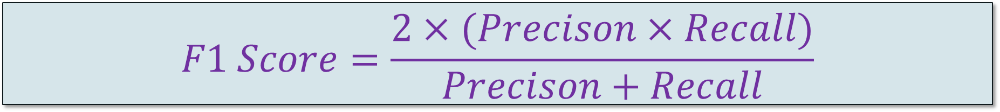 F1 Score = 2 × (Precison × Recall)
Precison + Recall